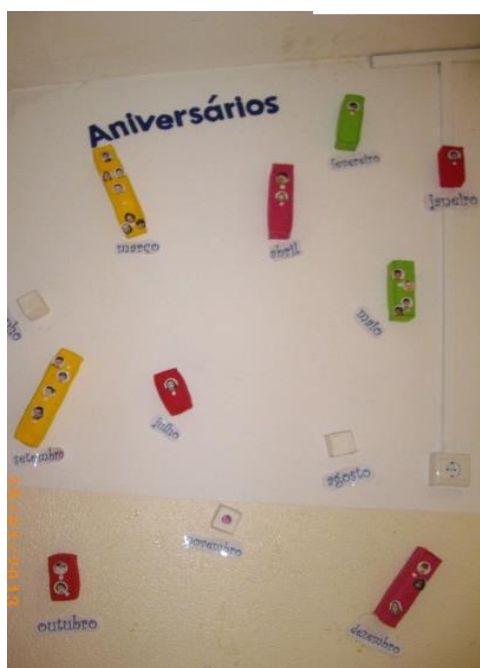 Aniversários
fevereiro
janeiro
março
abril
maio
julho
setembro
agosto
novembro
outubro
dezembro